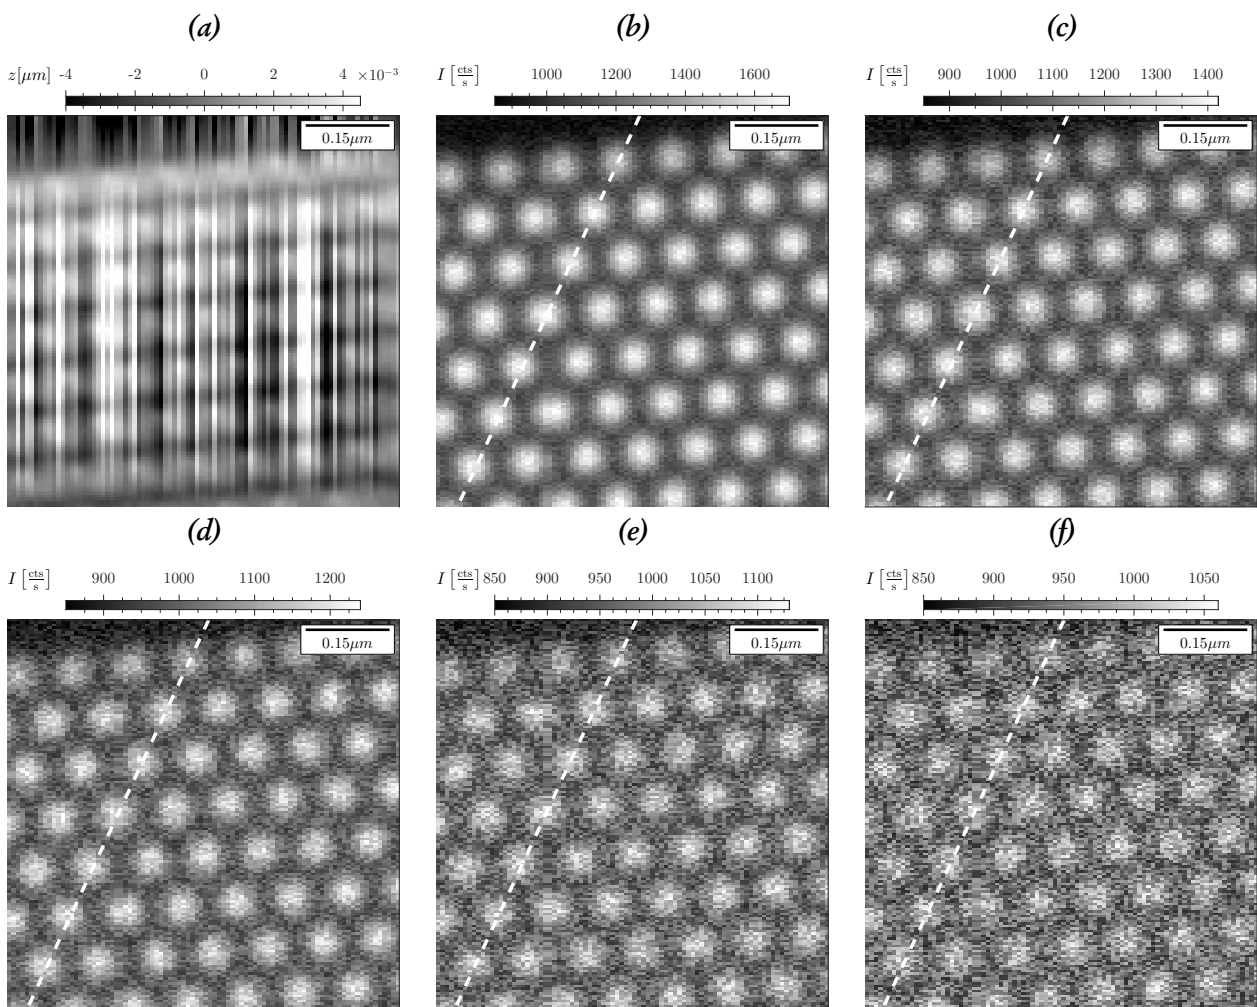 (a)
(b)
(c)
z[μm] -4 -2 0 2 4 ×10⁻³
I [cts/s] 1000 1200 1400 1600
I [cts/s] 900 1000 1100 1200 1300 1400
0.15μm
0.15μm
0.15μm
(d)
(e)
(f)
I [cts/s] 900 1000 1100 1200
I [cts/s] 850 900 950 1000 1050 1100
I [cts/s] 850 900 950 1000 1050
0.15μm
0.15μm
0.15μm